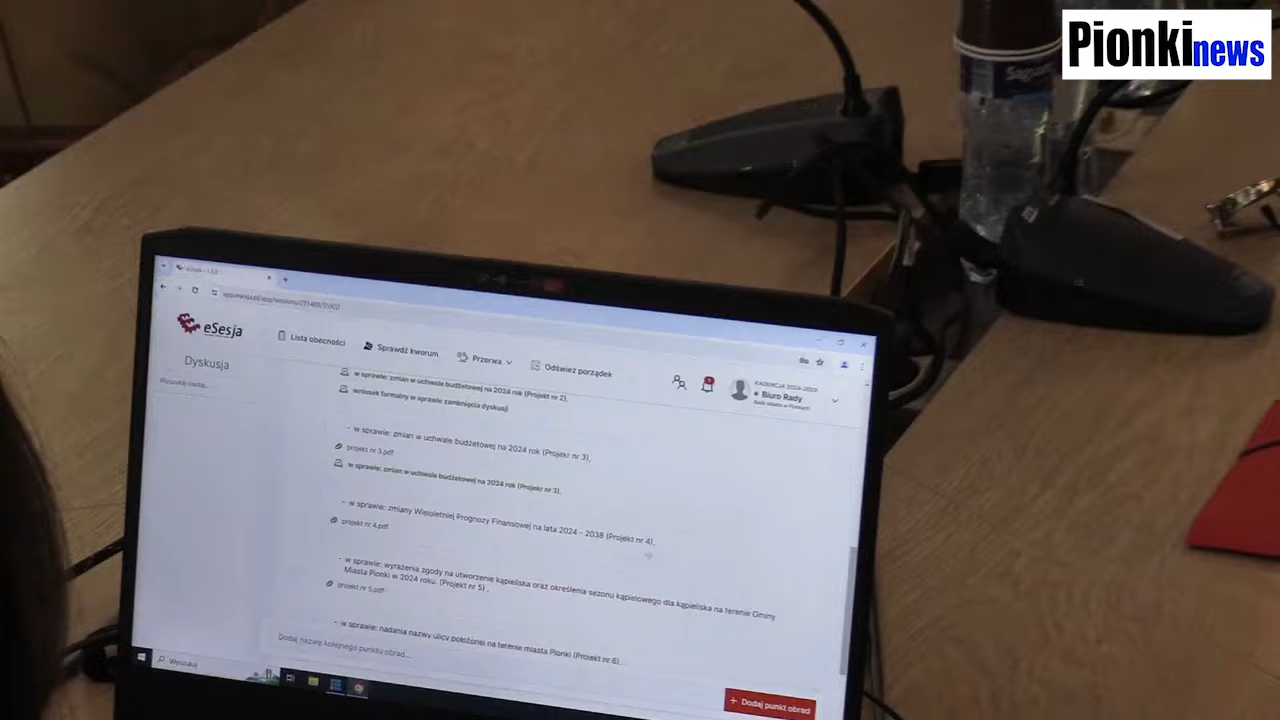 Pionkinews
eSesja
Lista obecności
Sprawdź kworum
Przerwa
Odśwież porządek
KADENCJA 2024-2029
Biuro Rady
Dyskusja
w sprawie: zmian w uchwale budżetowej na 2024 rok (Projekt nr 2),
wniosek formalny w sprawie zamknięcia dyskusji
- w sprawie: zmian w uchwale budżetowej na 2024 rok (Projekt nr 3),
projekt nr 3.pdf
w sprawie: zmian w uchwale budżetowej na 2024 rok (Projekt nr 3),
- w sprawie: zmiany Wieloletniej Prognozy Finansowej na lata 2024 - 2038 (Projekt nr 4),
projekt nr 4.pdf
- w sprawie: wyrażenia zgody na utworzenie kąpieliska oraz określenia sezonu kąpielowego dla kąpieliska na terenie Gminy
Miasta Pionki w 2024 roku. (Projekt nr 5) ,
projekt nr 5.pdf
- w sprawie: nadania nazwy ulicy położonej na terenie miasta Pionki (Projekt nr 6),
Dodaj nazwę kolejnego punktu obrad...
+ Dodaj punkt obrad
Wyszukaj